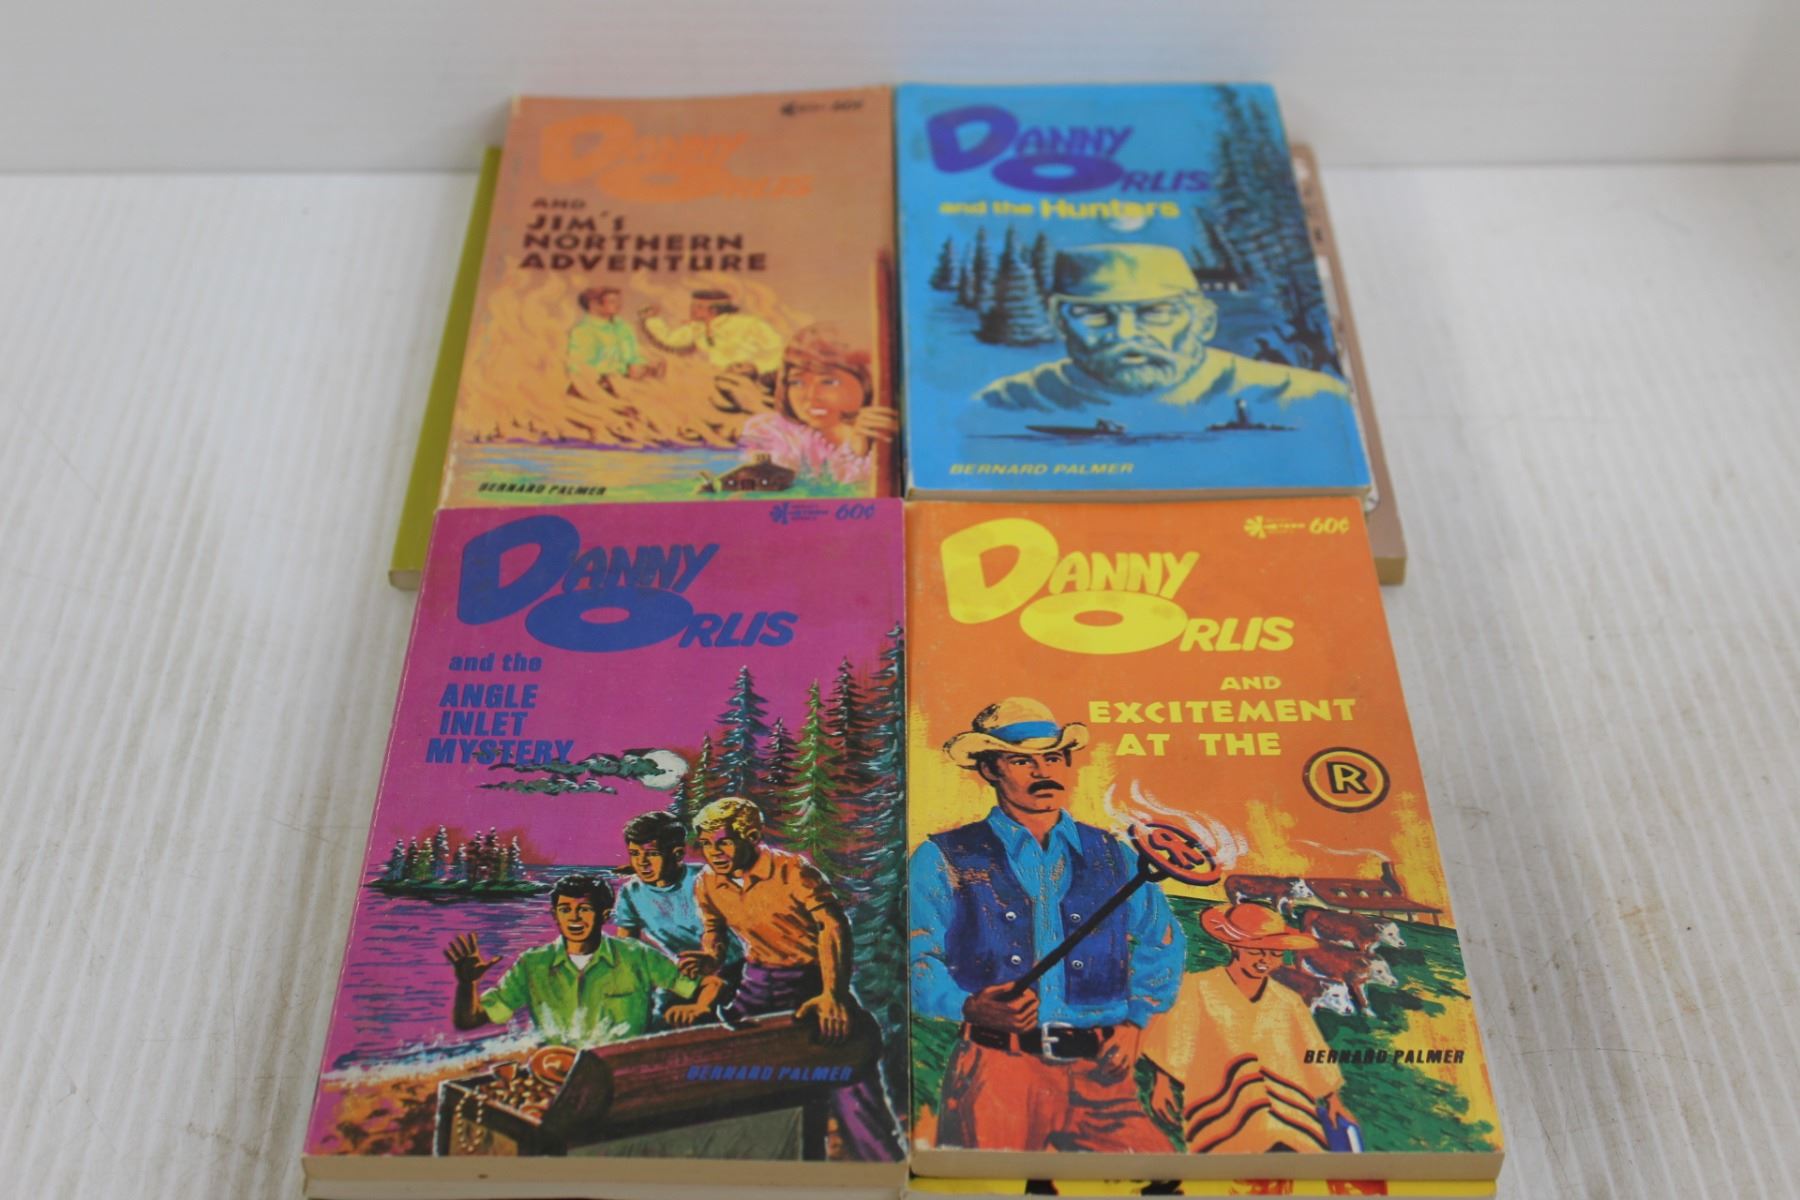 60¢
DANNY
ORLIS
AND
JIM'S
NORTHERN
ADVENTURE
BERNARD PALMER
DANNY
ORLIS
and the Hunters
BERNARD PALMER
60¢
DANNY
ORLIS
and the
ANGLE
INLET
MYSTERY
BERNARD PALMER
60¢
DANNY
ORLIS
AND
EXCITEMENT
AT THE
R
R
BERNARD PALMER